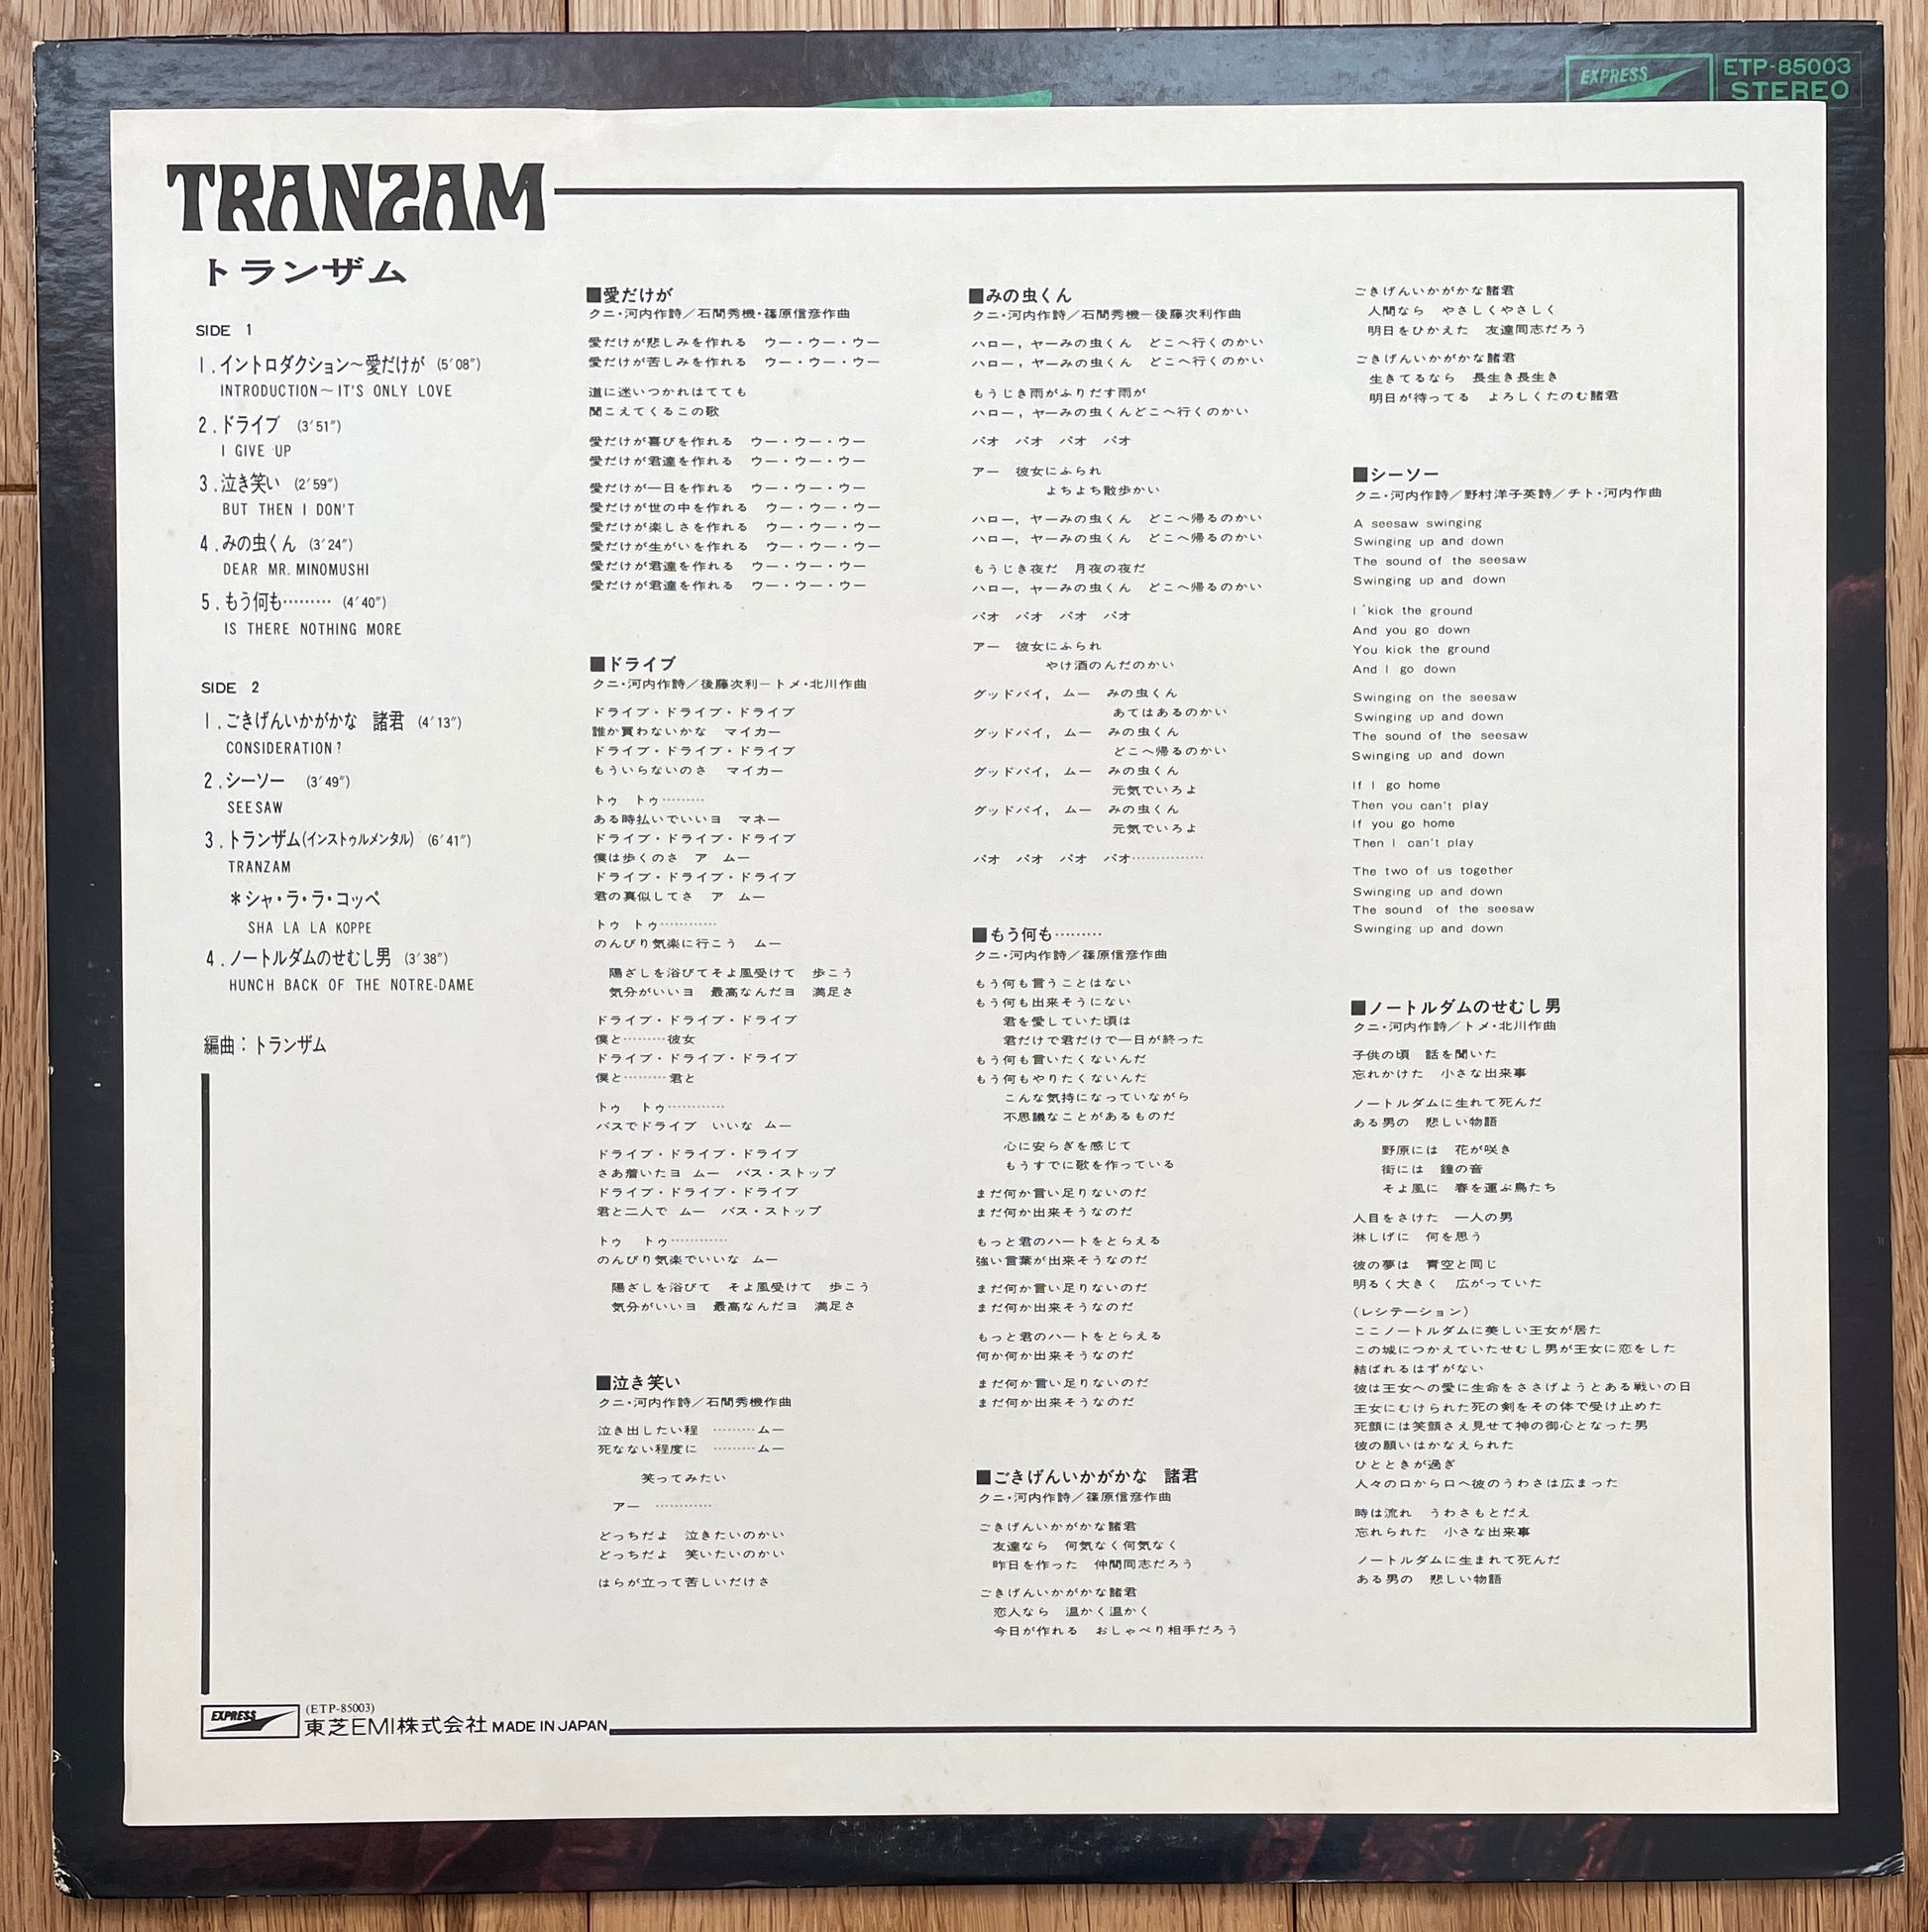 EXPRESS
ETP-85003
STEREO
TRANZAM
トランザム
SIDE 1
1.イントロダクション〜愛だけが (5′08″)
INTRODUCTION〜IT'S ONLY LOVE
2.ドライブ (3′51″)
I GIVE UP
3.泣き笑い (2′59″)
BUT THEN I DON'T
4.みの虫くん (3′24″)
DEAR MR. MINOMUSHI
5.もう何も……… (4′40″)
IS THERE NOTHING MORE
SIDE 2
1.ごきげんいかがかな 諸君 (4′13″)
CONSIDERATION?
2.シーソー (3′49″)
SEESAW
3.トランザム(インストゥルメンタル) (6′41″)
TRANZAM
*シャ・ラ・ラ・コッペ
SHA LA LA KOPPE
4.ノートルダムのせむし男 (3′38″)
HUNCH BACK OF THE NOTRE-DAME
編曲:トランザム
■愛だけが
クニ・河内作詩/石間秀機・篠原信彦作曲
愛だけが悲しみを作れる ウー・ウー・ウー
愛だけが苦しみを作れる ウー・ウー・ウー
道に迷いつかれはてても
聞こえてくるこの歌
愛だけが喜びを作れる ウー・ウー・ウー
愛だけが君達を作れる ウー・ウー・ウー
愛だけが一日を作れる ウー・ウー・ウー
愛だけが世の中を作れる ウー・ウー・ウー
愛だけが楽しさを作れる ウー・ウー・ウー
愛だけが生がいを作れる ウー・ウー・ウー
愛だけが君達を作れる ウー・ウー・ウー
愛だけが君達を作れる ウー・ウー・ウー
■ドライブ
クニ・河内作詩/後藤次利ートメ・北川作曲
ドライブ・ドライブ・ドライブ
誰か買わないかな マイカー
ドライブ・ドライブ・ドライブ
もういらないのさ マイカー
トゥ トゥ………
ある時払いでいいヨ マネー
ドライブ・ドライブ・ドライブ
僕は歩くのさ ア ムー
ドライブ・ドライブ・ドライブ
君の真似してさ ア ムー
トゥ トゥ…………
のんびり気楽に行こう ムー
陽ざしを浴びてそよ風受けて 歩こう
気分がいいヨ 最高なんだヨ 満足さ
ドライブ・ドライブ・ドライブ
僕と………彼女
ドライブ・ドライブ・ドライブ
僕と………君と
トゥ トゥ…………
バスでドライブ いいな ムー
ドライブ・ドライブ・ドライブ
さあ着いたヨ ムー バス・ストップ
ドライブ・ドライブ・ドライブ
君と二人で ムー バス・ストップ
トゥ トゥ…………
のんびり気楽でいいな ムー
陽ざしを浴びて そよ風受けて 歩こう
気分がいいヨ 最高なんだヨ 満足さ
■泣き笑い
クニ・河内作詩/石間秀機作曲
泣き出したい程 ………ムー
死なない程度に ………ムー
笑ってみたい
アー …………
どっちだよ 泣きたいのかい
どっちだよ 笑いたいのかい
はらが立って苦しいだけさ
■みの虫くん
クニ・河内作詩/石間秀機ー後藤次利作曲
ハロー,ヤーみの虫くん どこへ行くのかい
ハロー,ヤーみの虫くん どこへ行くのかい
もうじき雨がふりだす雨が
ハロー,ヤーみの虫くんどこへ行くのかい
パオ パオ パオ パオ
アー 彼女にふられ
よちよち散歩かい
ハロー,ヤーみの虫くん どこへ帰るのかい
ハロー,ヤーみの虫くん どこへ帰るのかい
もうじき夜だ 月夜の夜だ
ハロー,ヤーみの虫くん どこへ帰るのかい
パオ パオ パオ パオ
アー 彼女にふられ
やけ酒のんだのかい
グッドバイ, ムー みの虫くん
あてはあるのかい
グッドバイ, ムー みの虫くん
どこへ帰るのかい
グッドバイ, ムー みの虫くん
元気でいろよ
グッドバイ, ムー みの虫くん
元気でいろよ
パオ パオ パオ パオ……………
■もう何も………
クニ・河内作詩/篠原信彦作曲
もう何も言うことはない
もう何も出来そうにない
君を愛していた頃は
君だけで君だけで一日が終った
もう何も言いたくないんだ
もう何もやりたくないんだ
こんな気持になっていながら
不思議なことがあるものだ
心に安らぎを感じて
もうすでに歌を作っている
まだ何か言い足りないのだ
まだ何か出来そうなのだ
もっと君のハートをとらえる
強い言葉が出来そうなのだ
まだ何か言い足りないのだ
まだ何か出来そうなのだ
もっと君のハートをとらえる
何か何か出来そうなのだ
まだ何か言い足りないのだ
まだ何か出来そうなのだ
■ごきげんいかがかな 諸君
クニ・河内作詩/篠原信彦作曲
ごきげんいかがかな諸君
友達なら 何気なく何気なく
昨日を作った 仲間同志だろう
ごきげんいかがかな諸君
恋人なら 温かく温かく
今日が作れる おしゃべり相手だろう
ごきげんいかがかな諸君
人間なら やさしくやさしく
明日をひかえた 友達同志だろう
ごきげんいかがかな諸君
生きてるなら 長生き長生き
明日が待ってる よろしくたのむ諸君
■シーソー
クニ・河内作詩/野村洋子英詩/チト・河内作曲
A seesaw swinging
Swinging up and down
The sound of the seesaw
Swinging up and down
I 'kiok the ground
And you go down
You kick the ground
And I go down
Swinging on the seesaw
Swinging up and down
The sound of the seesaw
Swinging up and down
If I go home
Then you can't play
If you go home
Then I can't play
The two of us together
Swinging up and down
The sound of the seesaw
Swinging up and down
■ノートルダムのせむし男
クニ・河内作詩/トメ・北川作曲
子供の頃 話を聞いた
忘れかけた 小さな出来事
ノートルダムに生れて死んだ
ある男の 悲しい物語
野原には 花が咲き
街には 鐘の音
そよ風に 春を運ぶ鳥たち
人目をさけた 一人の男
淋しげに 何を思う
彼の夢は 青空と同じ
明るく大きく 広がっていた
(レシテーション)
ここノートルダムに美しい王女が居た
この城につかえていたせむし男が王女に恋をした
結ばれるはずがない
彼は王女への愛に生命をささげようとある戦いの日
王女にむけられた死の剣をその体で受け止めた
死顔には笑顔さえ見せて神の御心となった男
彼の願いはかなえられた
ひとときが過ぎ
人々の口から口へ彼のうわさは広まった
時は流れ うわさもとだえ
忘れられた 小さな出来事
ノートルダムに生まれて死んだ
ある男の 悲しい物語
EXPRESS
(ETP-85003)
東芝EMI株式会社 MADE IN JAPAN